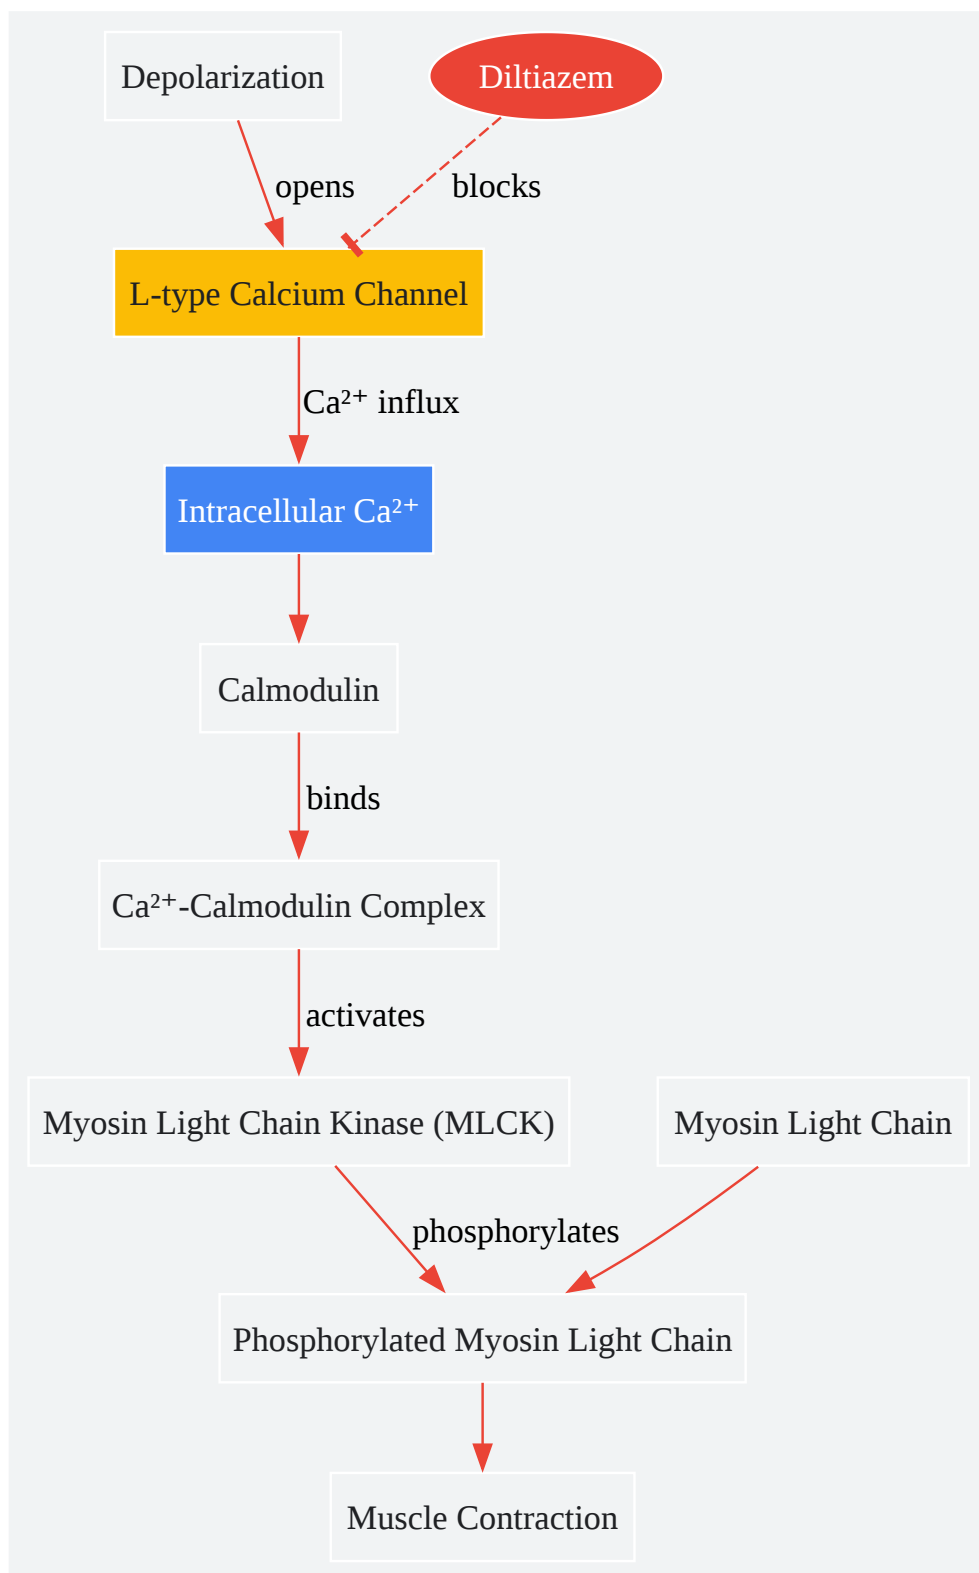 Depolarization
Diltiazem
opens
blocks
L-type Calcium Channel
Ca²⁺ influx
Intracellular Ca²⁺
Calmodulin
binds
Ca²⁺-Calmodulin Complex
activates
Myosin Light Chain Kinase (MLCK)
Myosin Light Chain
phosphorylates
Phosphorylated Myosin Light Chain
Muscle Contraction